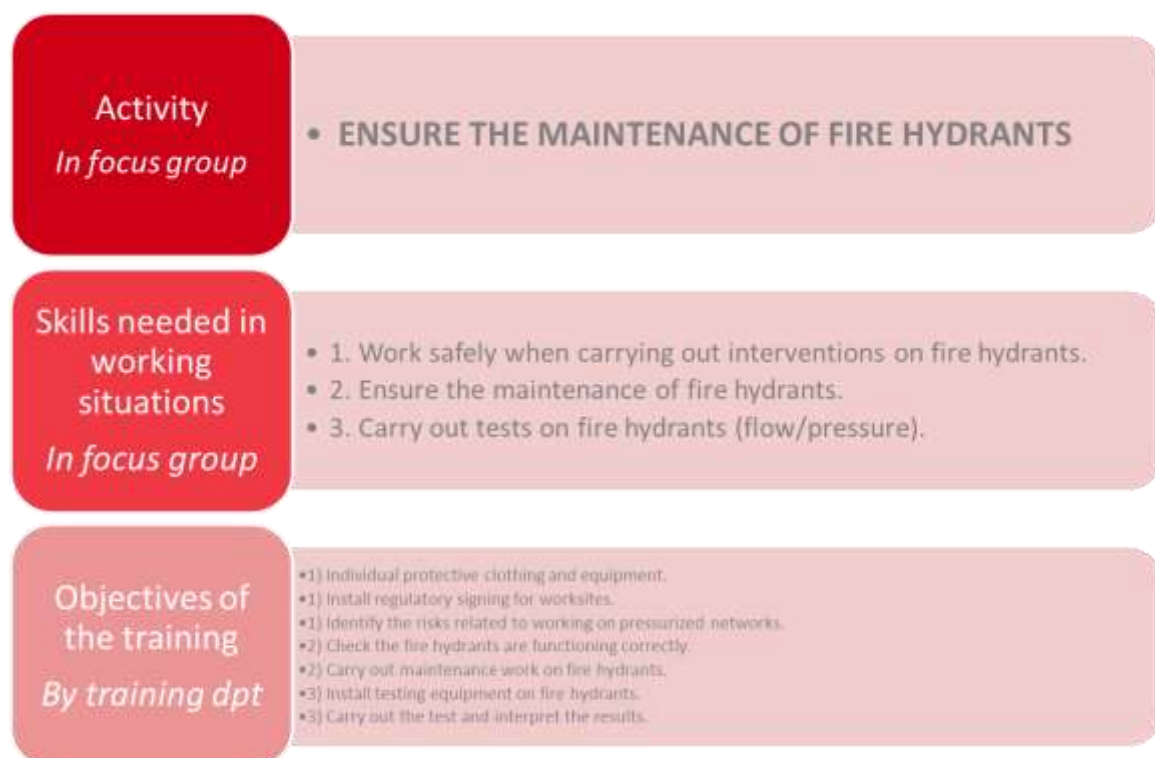 Activity
In focus group
• ENSURE THE MAINTENANCE OF FIRE HYDRANTS
Skills needed in
working
situations
In focus group
• 1. Work safely when carrying out interventions on fire hydrants.
• 2. Ensure the maintenance of fire hydrants.
• 3. Carry out tests on fire hydrants (flow/pressure).
Objectives of
the training
By training dpt
•1) Individual protective clothing and equipment.
•1) Install regulatory signing for worksites.
•1) Identify the risks related to working on pressurized networks.
•2) Check the fire hydrants are functioning correctly.
•2) Carry out maintenance work on fire hydrants.
•3) Install testing equipment on fire hydrants.
•3) Carry out the test and interpret the results.